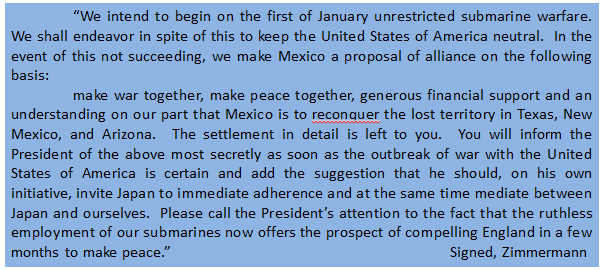 “We intend to begin on the first of January unrestricted submarine warfare.
We shall endeavor in spite of this to keep the United States of America neutral. In the
event of this not succeeding, we make Mexico a proposal of alliance on the following
basis:
make war together, make peace together, generous financial support and an
understanding on our part that Mexico is to reconquer the lost territory in Texas, New
Mexico, and Arizona. The settlement in detail is left to you. You will inform the
President of the above most secretly as soon as the outbreak of war with the United
States of America is certain and add the suggestion that he should, on his own
initiative, invite Japan to immediate adherence and at the same time mediate between
Japan and ourselves. Please call the President’s attention to the fact that the ruthless
employment of our submarines now offers the prospect of compelling England in a few
months to make peace.” Signed, Zimmermann